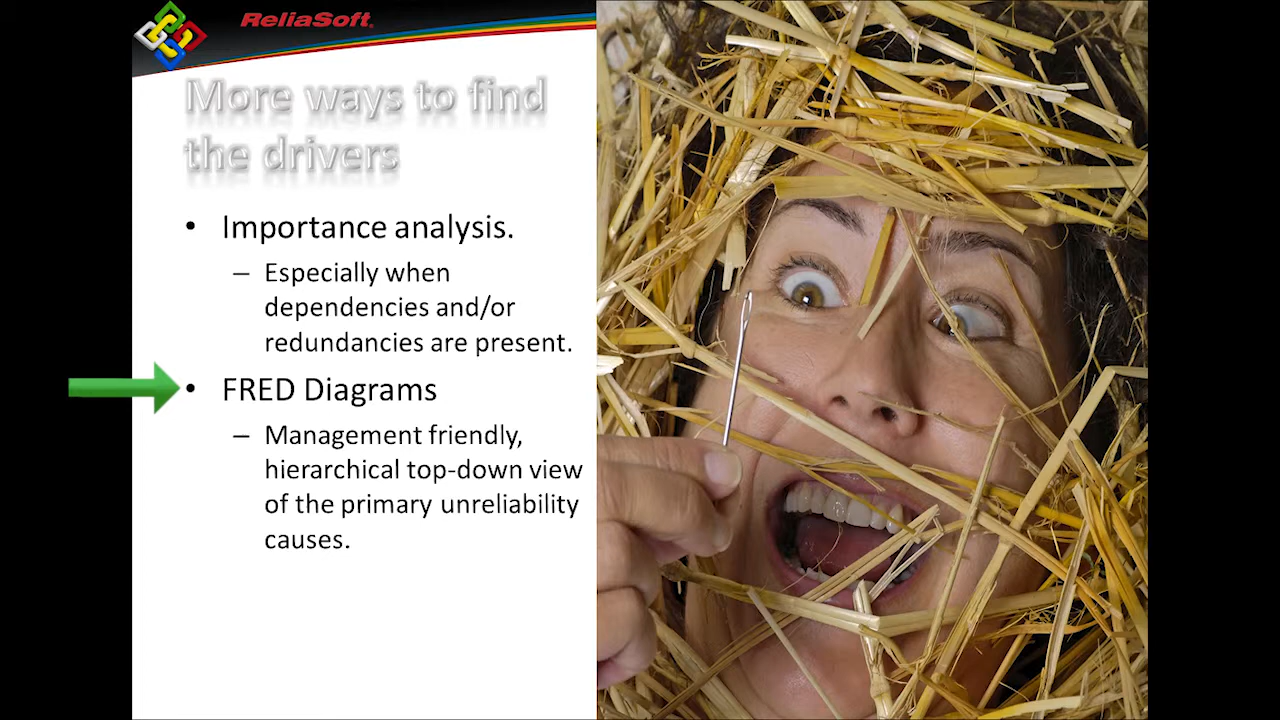 ReliaSoft.
More ways to find
the drivers
• Importance analysis.
– Especially when
dependencies and/or
redundancies are present.
• FRED Diagrams
– Management friendly,
hierarchical top-down view
of the primary unreliability
causes.